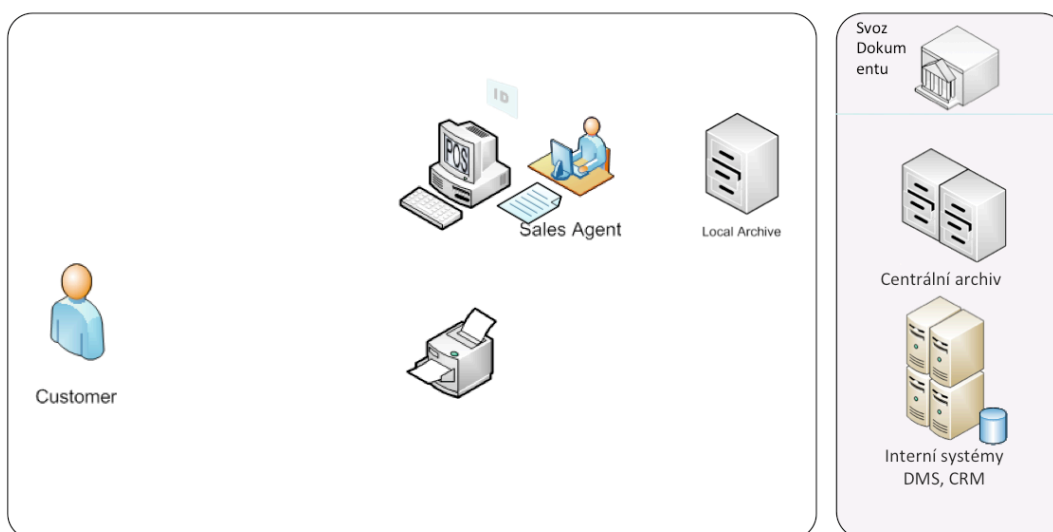 ID
POS
Sales Agent
Local Archive
Customer
Svoz
Dokum
entu
Centrální archiv
Interní systémy
DMS, CRM